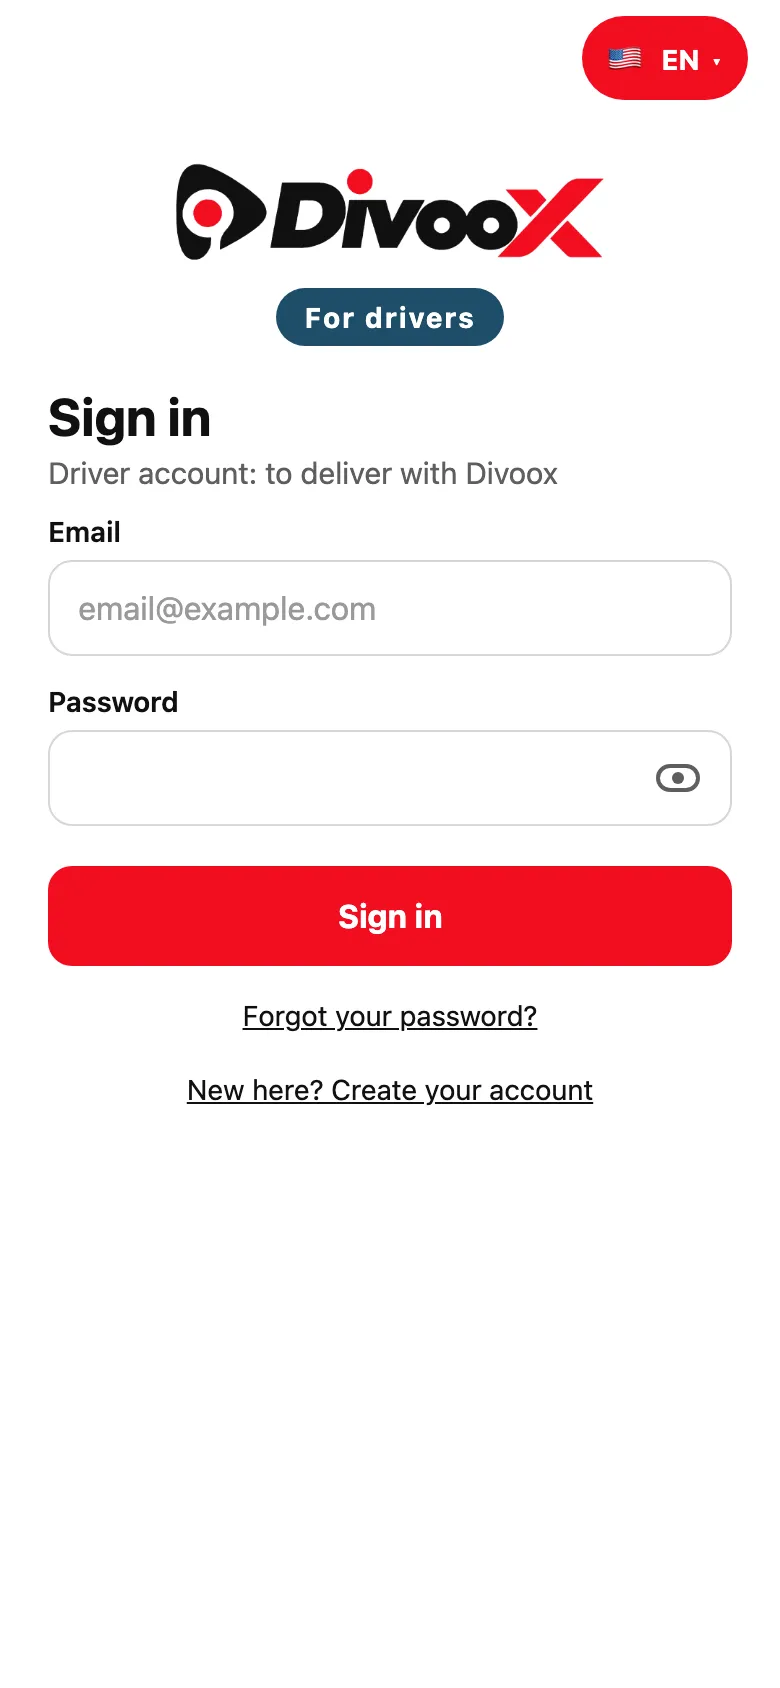 EN
DivooX
For drivers
Sign in
Driver account: to deliver with Divoox
Email
email@example.com
Password
Sign in
Forgot your password?
New here? Create your account